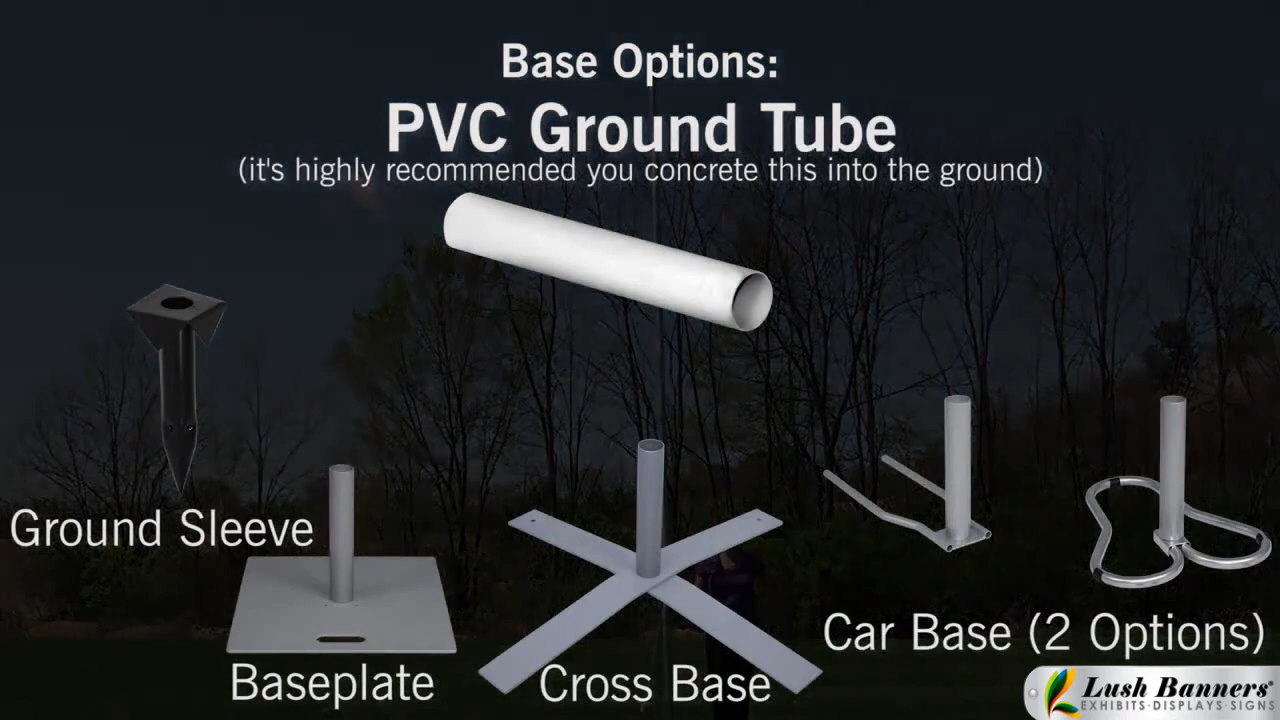 Base Options:
PVC Ground Tube
(it's highly recommended you concrete this into the ground)
Ground Sleeve
Baseplate
Cross Base
Car Base (2 Options)
Lush Banners®
EXHIBITS·DISPLAYS·SIGNS